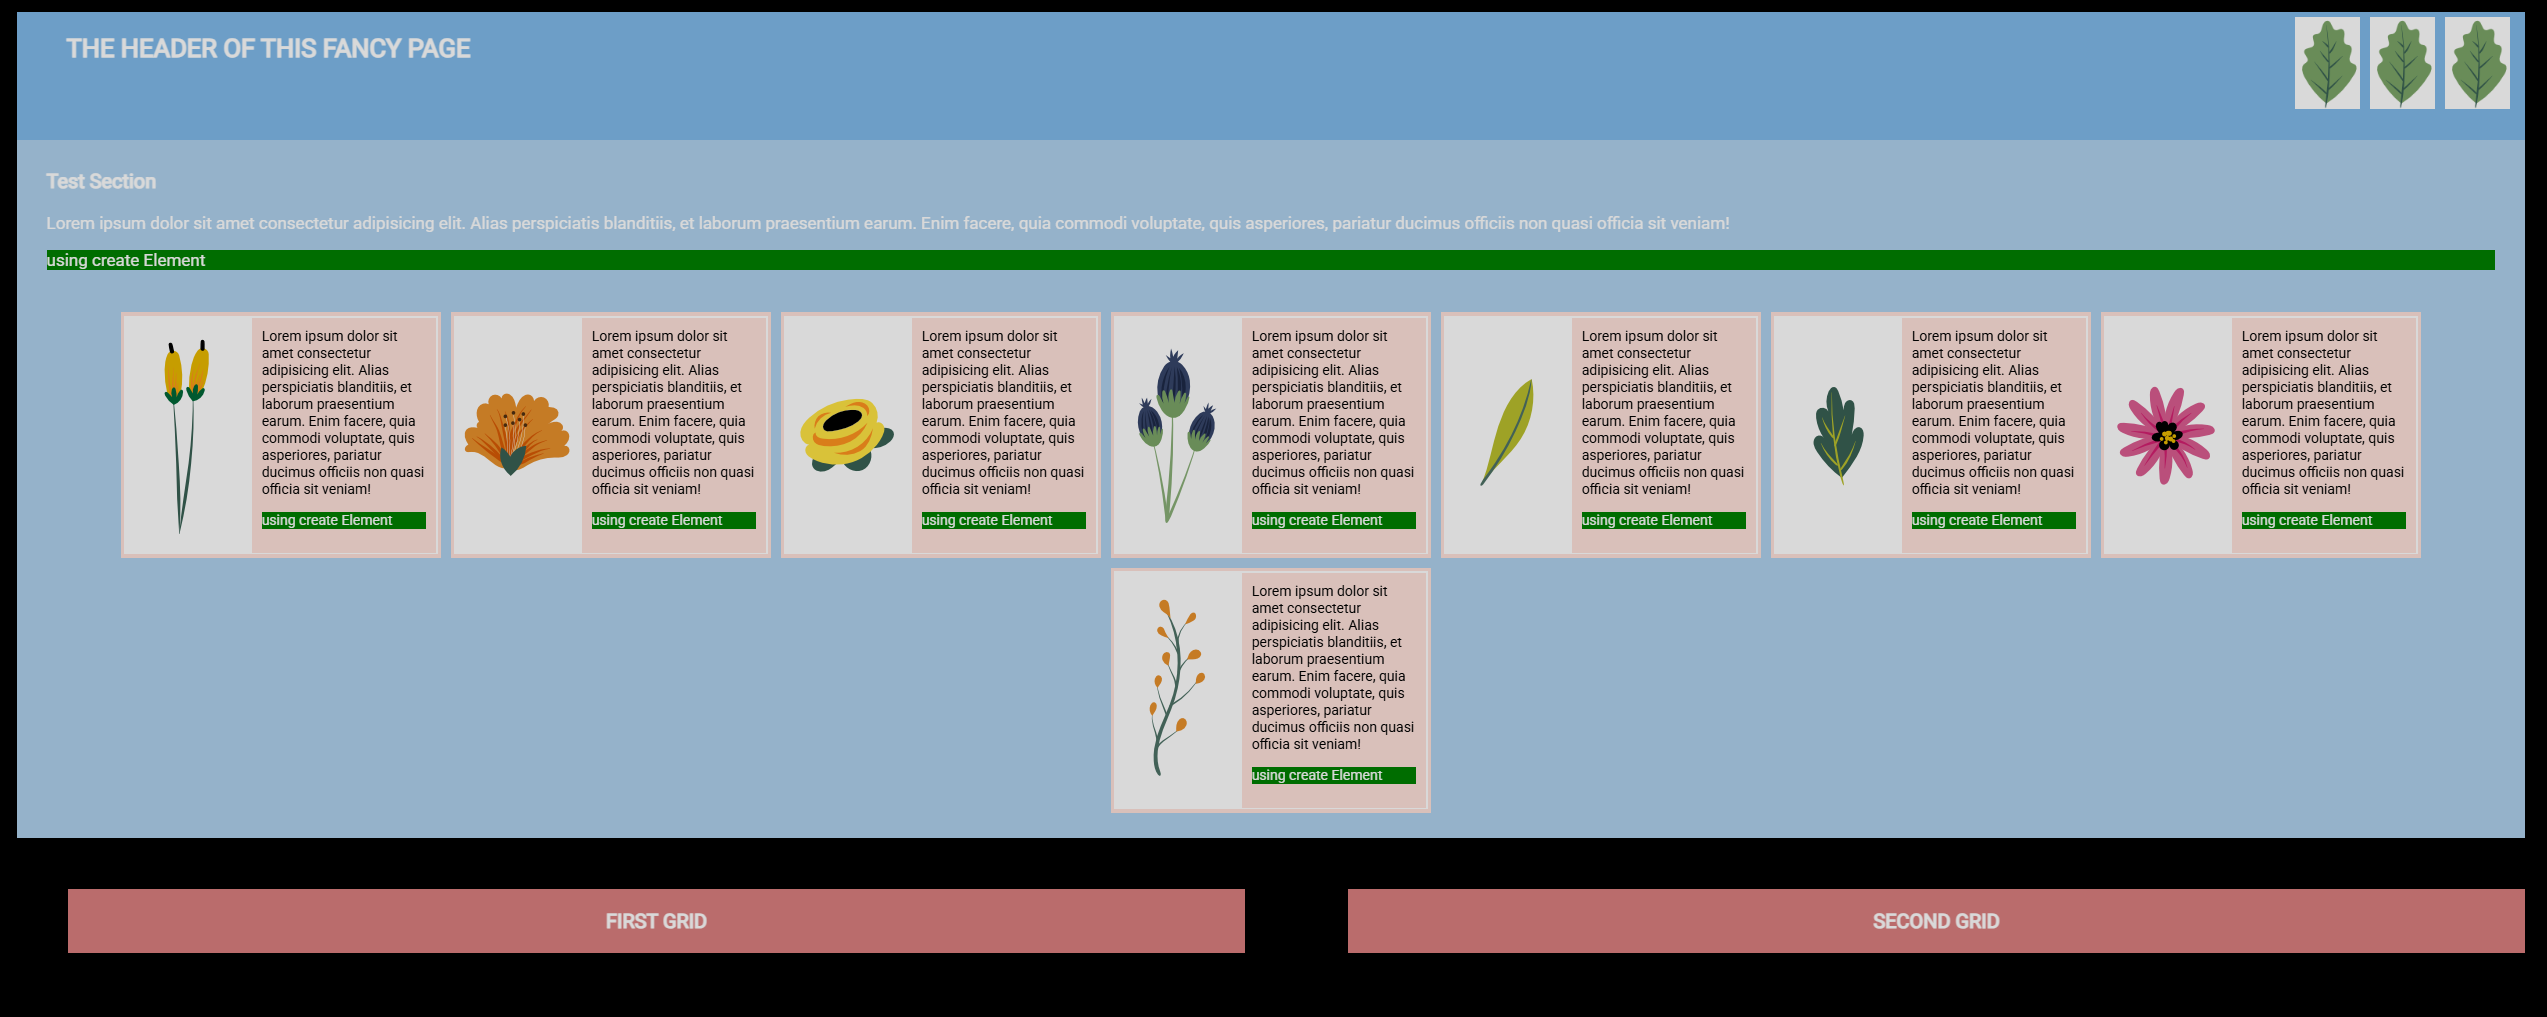 THE HEADER OF THIS FANCY PAGE
Test Section
Lorem ipsum dolor sit amet consectetur adipisicing elit. Alias perspiciatis blanditiis, et laborum praesentium earum. Enim facere, quia commodi voluptate, quis asperiores, pariatur ducimus officiis non quasi officia sit veniam!
using create Element
Lorem ipsum dolor sit
amet consectetur
adipisicing elit. Alias
perspiciatis blanditiis, et
laborum praesentium
earum. Enim facere, quia
commodi voluptate, quis
asperiores, pariatur
ducimus officiis non quasi
officia sit veniam!
using create Element
Lorem ipsum dolor sit
amet consectetur
adipisicing elit. Alias
perspiciatis blanditiis, et
laborum praesentium
earum. Enim facere, quia
commodi voluptate, quis
asperiores, pariatur
ducimus officiis non quasi
officia sit veniam!
using create Element
Lorem ipsum dolor sit
amet consectetur
adipisicing elit. Alias
perspiciatis blanditiis, et
laborum praesentium
earum. Enim facere, quia
commodi voluptate, quis
asperiores, pariatur
ducimus officiis non quasi
officia sit veniam!
using create Element
Lorem ipsum dolor sit
amet consectetur
adipisicing elit. Alias
perspiciatis blanditiis, et
laborum praesentium
earum. Enim facere, quia
commodi voluptate, quis
asperiores, pariatur
ducimus officiis non quasi
officia sit veniam!
using create Element
Lorem ipsum dolor sit
amet consectetur
adipisicing elit. Alias
perspiciatis blanditiis, et
laborum praesentium
earum. Enim facere, quia
commodi voluptate, quis
asperiores, pariatur
ducimus officiis non quasi
officia sit veniam!
using create Element
Lorem ipsum dolor sit
amet consectetur
adipisicing elit. Alias
perspiciatis blanditiis, et
laborum praesentium
earum. Enim facere, quia
commodi voluptate, quis
asperiores, pariatur
ducimus officiis non quasi
officia sit veniam!
using create Element
Lorem ipsum dolor sit
amet consectetur
adipisicing elit. Alias
perspiciatis blanditiis, et
laborum praesentium
earum. Enim facere, quia
commodi voluptate, quis
asperiores, pariatur
ducimus officiis non quasi
officia sit veniam!
using create Element
Lorem ipsum dolor sit
amet consectetur
adipisicing elit. Alias
perspiciatis blanditiis, et
laborum praesentium
earum. Enim facere, quia
commodi voluptate, quis
asperiores, pariatur
ducimus officiis non quasi
officia sit veniam!
using create Element
FIRST GRID
SECOND GRID